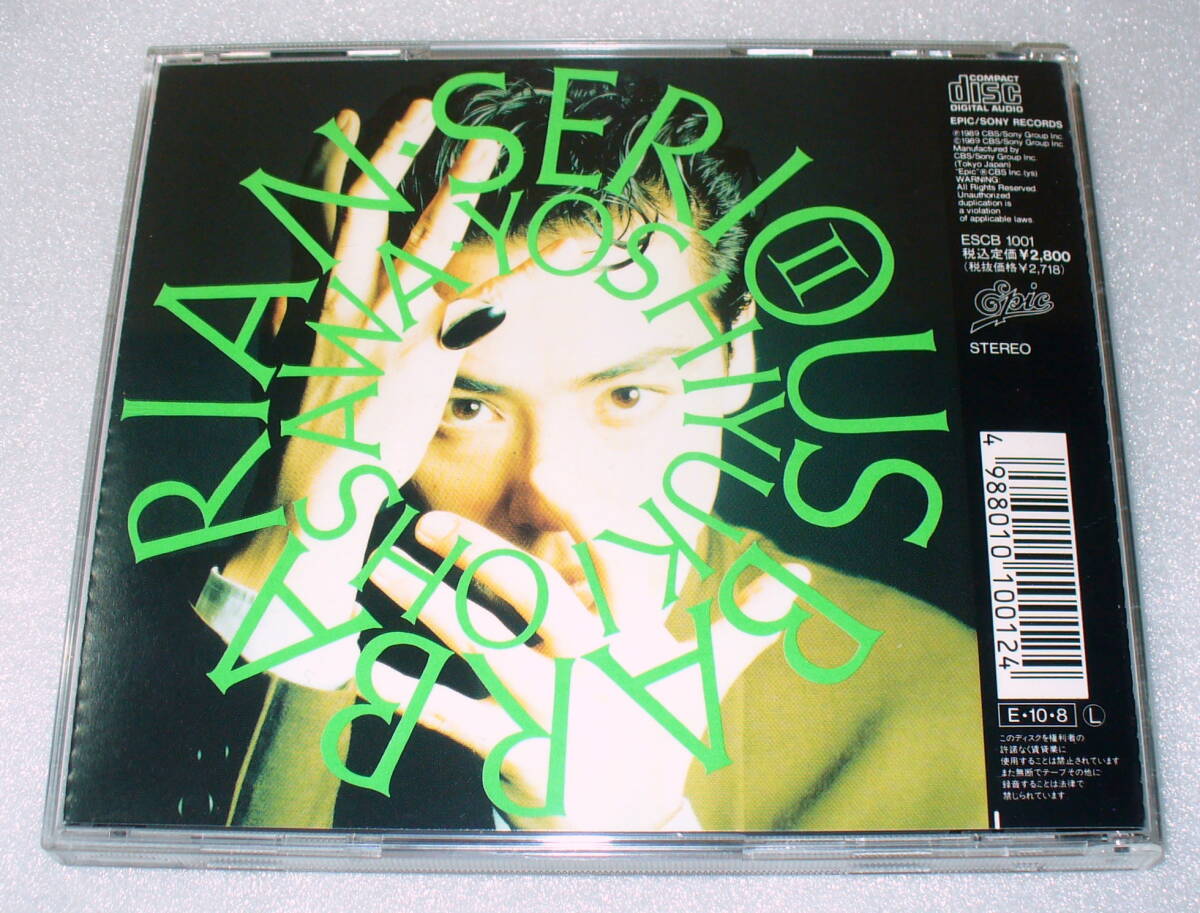 SERIOUS BARBARIAN·
II
YOSHIYUKI OHSAWA·
COMPACT
disc
DIGITAL AUDIO
EPIC/SONY RECORDS
Ⓟ1989 CBS/Sony Group Inc.
Ⓒ1989 CBS/Sony Group Inc.
Manufactured by
CBS/Sony Group Inc.
(Tokyo Japan)
"Epic"® CBS Inc (ys)
WARNING:
All Rights Reserved.
Unauthorized
duplication is
a violation
of applicable laws.
ESCB 1001
税込定価¥2,800
(税抜価格¥2,718)
Epic
STEREO
4 988010 100124
E·10·8 L
このディスクを権利者の
許諾なく賃貸業に
使用することは禁止されています
また無断でテープその他に
録音することは法律で
禁じられています